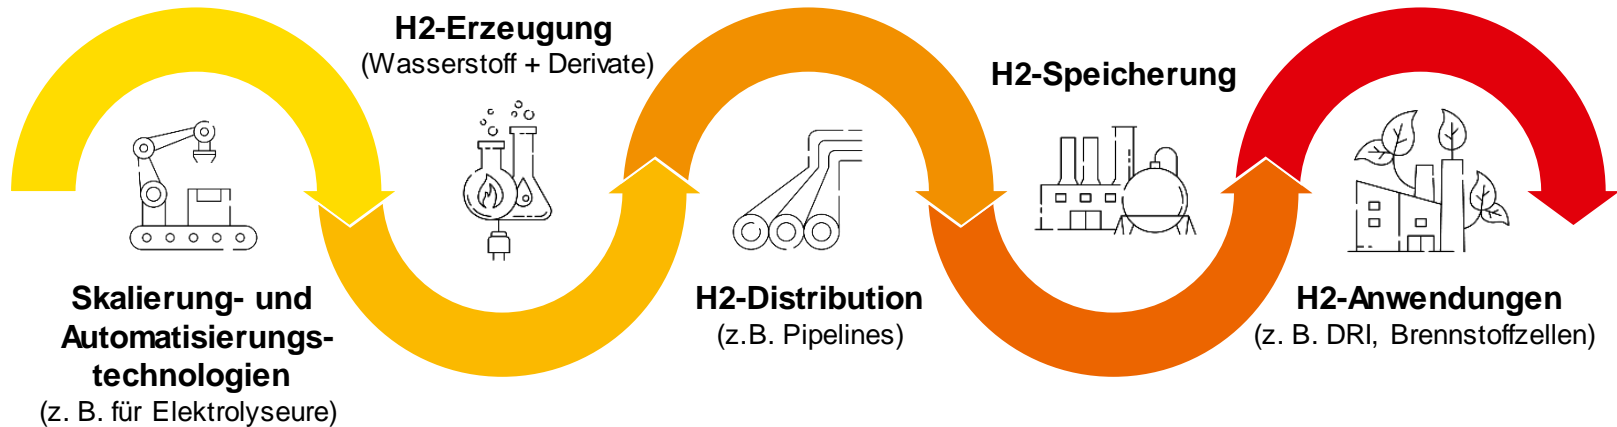 Skalierung- und
Automatisierungs-
technologien
(z. B. für Elektrolyseure)
H2-Erzeugung
(Wasserstoff + Derivate)
H2-Distribution
(z.B. Pipelines)
H2-Speicherung
H2-Anwendungen
(z. B. DRI, Brennstoffzellen)